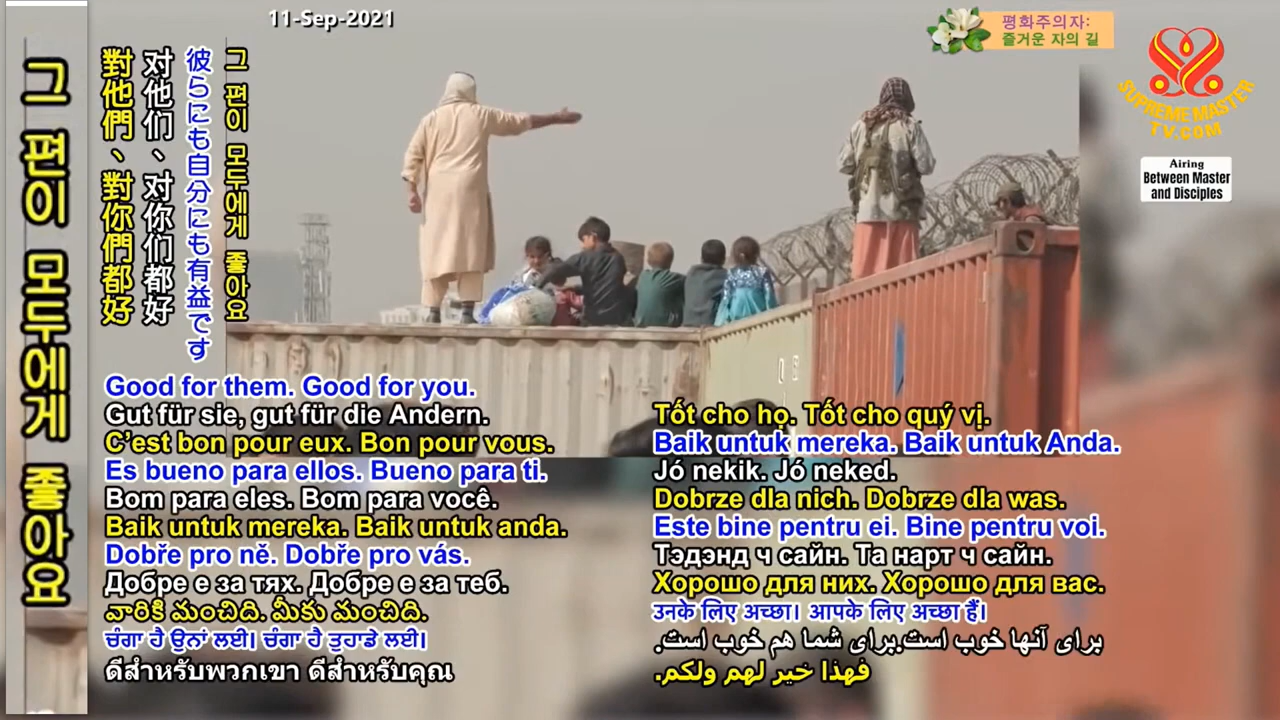 11-Sep-2021
평화주의자:
즐거운 자의 길
SUPREME MASTER
TV.COM
Airing
Between Master
and Disciples
그 편이 모두에게 좋아요
對他們、對你們都好
对他们、对你们都好
彼らにも自分にも有益です
그 편이 모두에게 좋아요
Good for them. Good for you.
Gut für sie, gut für die Andern.
C'est bon pour eux. Bon pour vous.
Es bueno para ellos. Bueno para ti.
Bom para eles. Bom para você.
Baik untuk mereka. Baik untuk anda.
Dobře pro ně. Dobře pro vás.
Добре е за тях. Добре е за теб.
వారికి మంచిది. మీకు మంచిది.
ਚੰਗਾ ਹੈ ਉਨਾਂ ਲਈ। ਚੰਗਾ ਹੈ ਤੁਹਾਡੇ ਲਈ।
ดีสำหรับพวกเขา ดีสำหรับคุณ
Tốt cho họ. Tốt cho quý vị.
Baik untuk mereka. Baik untuk Anda.
Jó nekik. Jó neked.
Dobrze dla nich. Dobrze dla was.
Este bine pentru ei. Bine pentru voi.
Тэдэнд ч сайн. Та нарт ч сайн.
Хорошо для них. Хорошо для вас.
उनके लिए अच्छा। आपके लिए अच्छा हैं।
برای آنها خوب است.برای شما هم خوب است.
فهذا خير لهم ولكم.